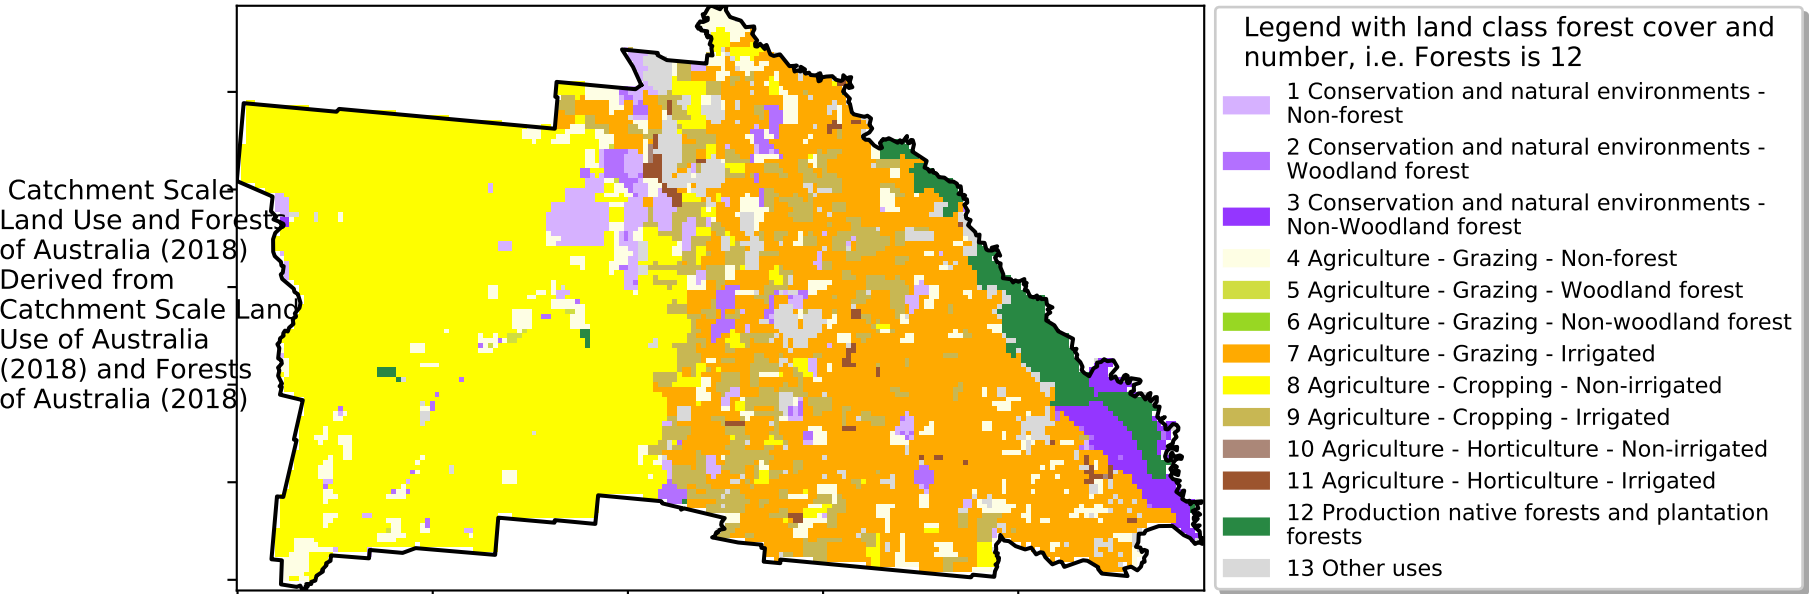 Catchment Scale
Land Use and Forests
of Australia (2018)
Derived from
Catchment Scale Land
Use of Australia
(2018) and Forests
of Australia (2018)
Legend with land class forest cover and
number, i.e. Forests is 12
1 Conservation and natural environments -
Non-forest
2 Conservation and natural environments -
Woodland forest
3 Conservation and natural environments -
Non-Woodland forest
4 Agriculture - Grazing - Non-forest
5 Agriculture - Grazing - Woodland forest
6 Agriculture - Grazing - Non-woodland forest
7 Agriculture - Grazing - Irrigated
8 Agriculture - Cropping - Non-irrigated
9 Agriculture - Cropping - Irrigated
10 Agriculture - Horticulture - Non-irrigated
11 Agriculture - Horticulture - Irrigated
12 Production native forests and plantation
forests
13 Other uses